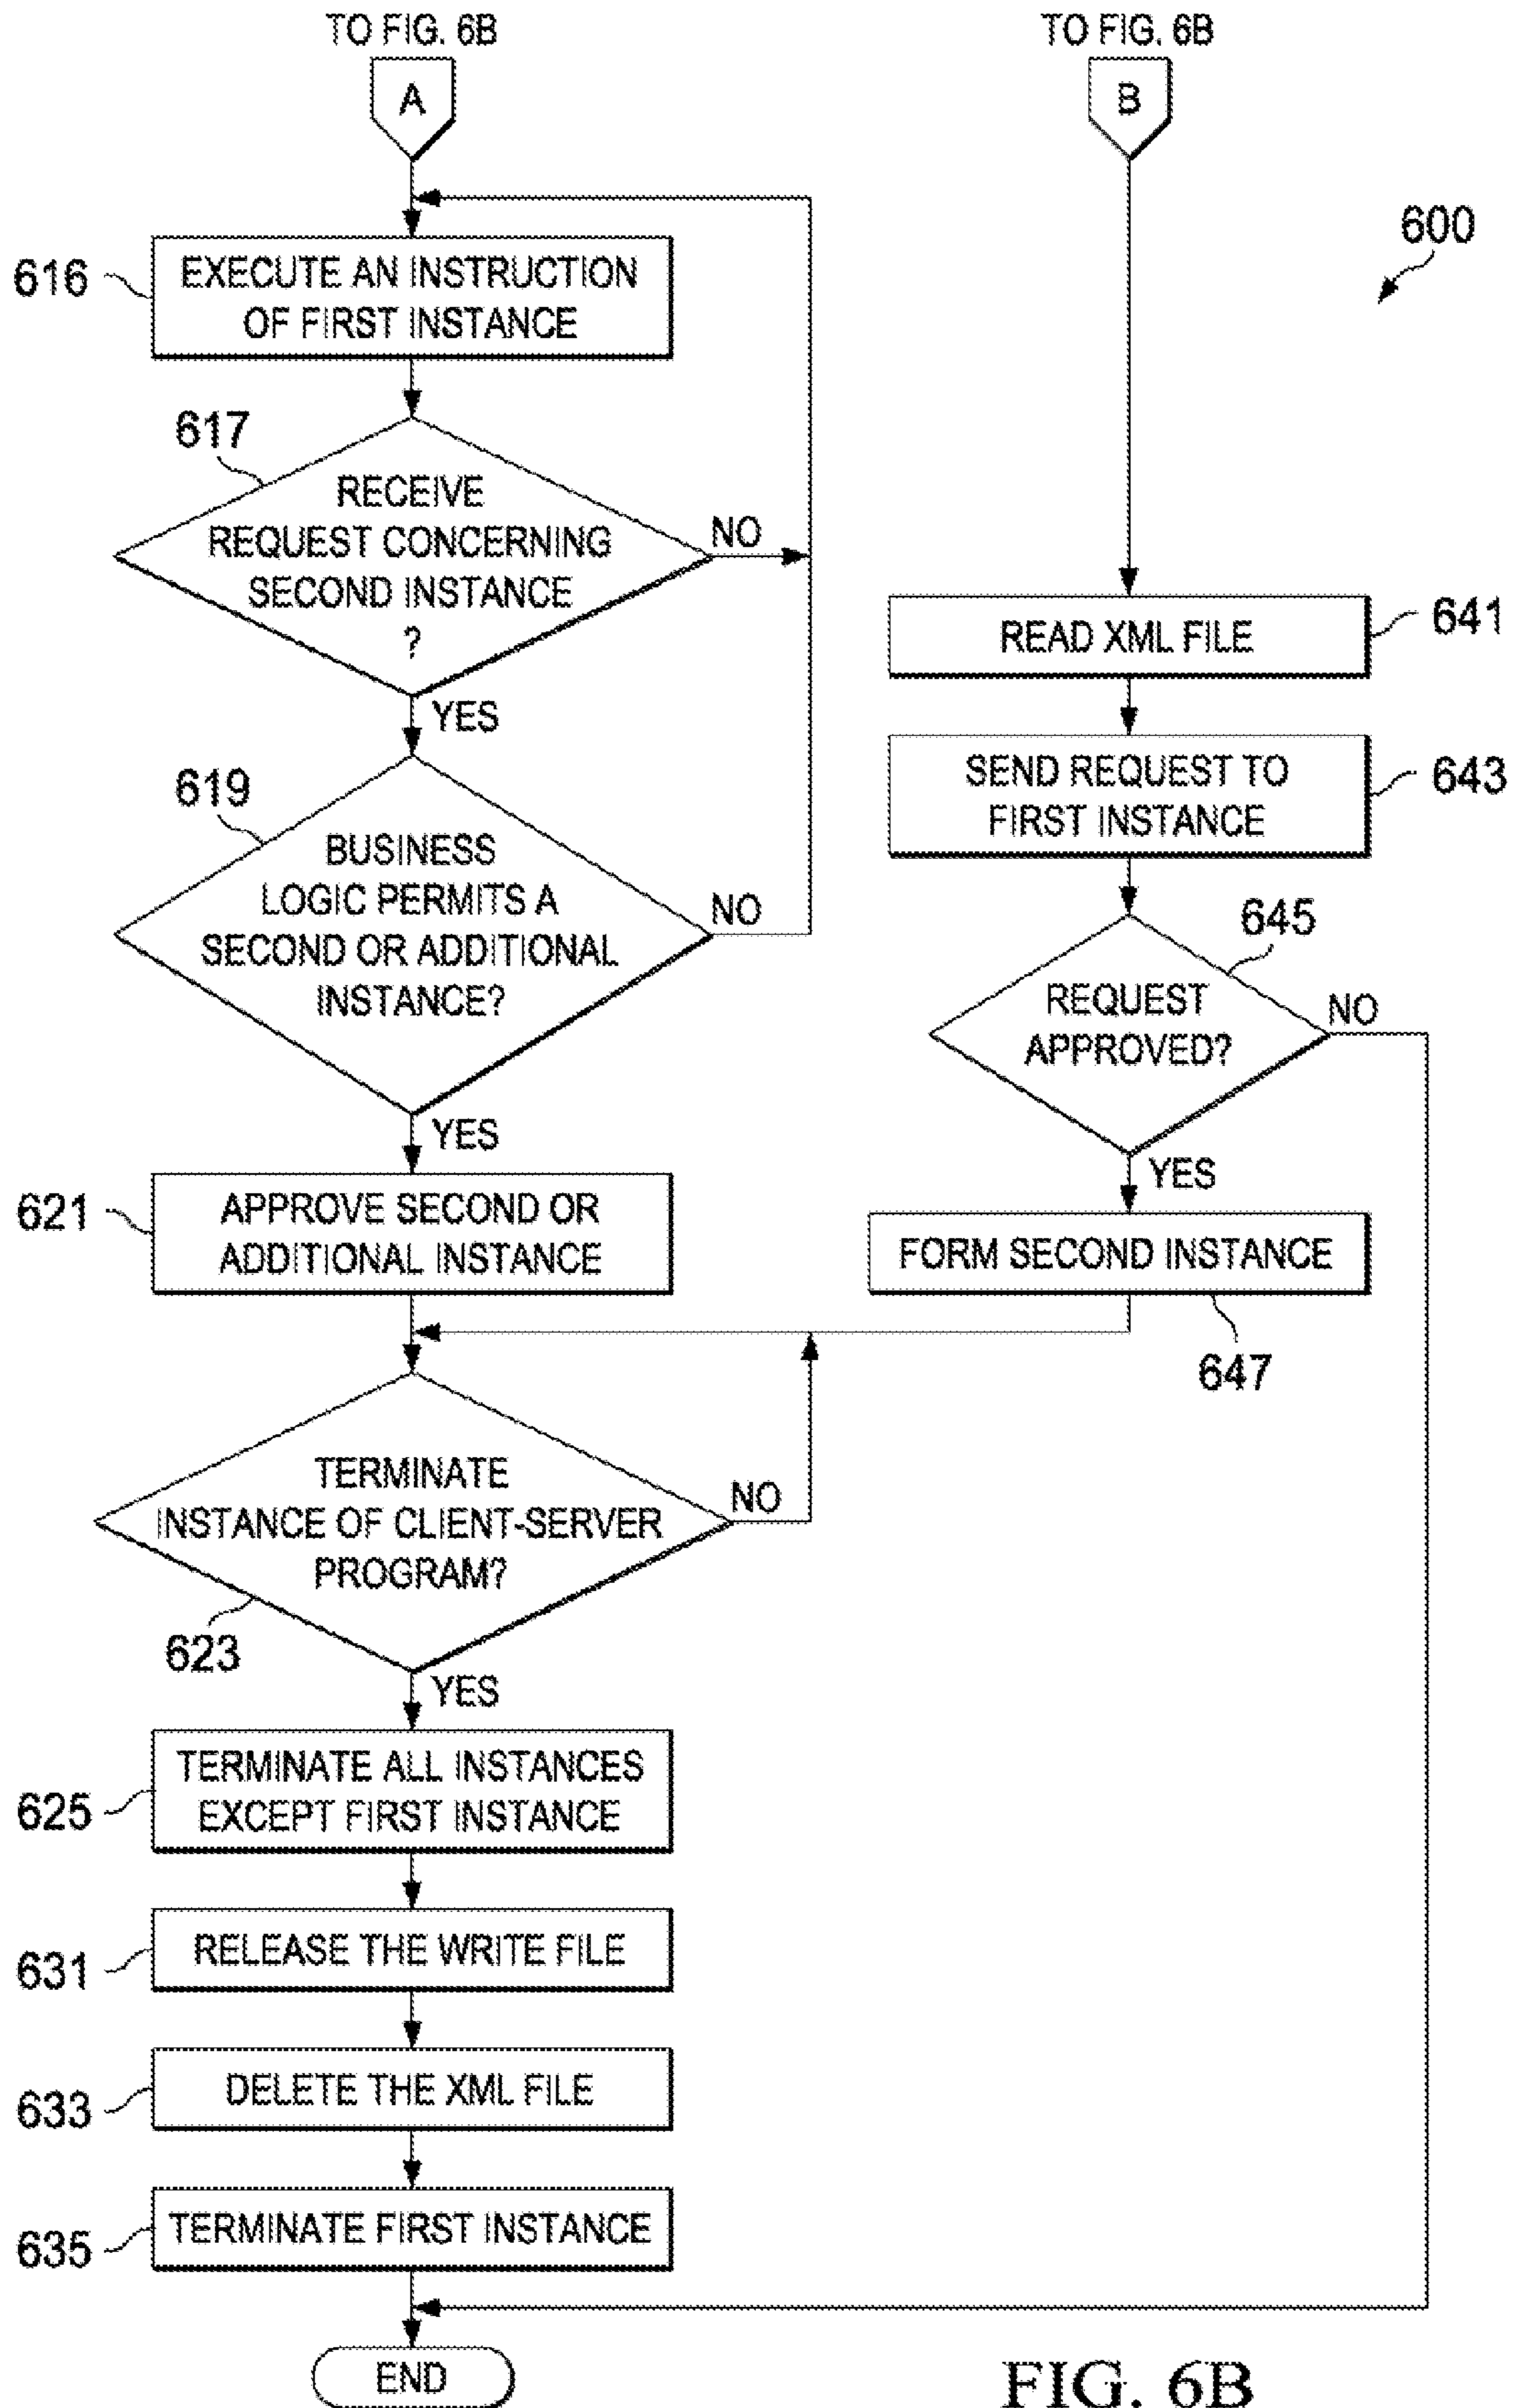 TO FIG. 6B
A
616
EXECUTE AN INSTRUCTION
OF FIRST INSTANCE
617
RECEIVE
REQUEST CONCERNING
SECOND INSTANCE
?
NO
YES
619
BUSINESS
LOGIC PERMITS A
SECOND OR ADDITIONAL
INSTANCE?
NO
YES
621
APPROVE SECOND OR
ADDITIONAL INSTANCE
TERMINATE
INSTANCE OF CLIENT-SERVER
PROGRAM?
NO
623
YES
625
TERMINATE ALL INSTANCES
EXCEPT FIRST INSTANCE
631
RELEASE THE WRITE FILE
633
DELETE THE XML FILE
635
TERMINATE FIRST INSTANCE
END
TO FIG. 6B
B
600
READ XML FILE
641
SEND REQUEST TO
FIRST INSTANCE
643
645
REQUEST
APPROVED?
NO
YES
FORM SECOND INSTANCE
647
FIG. 6B